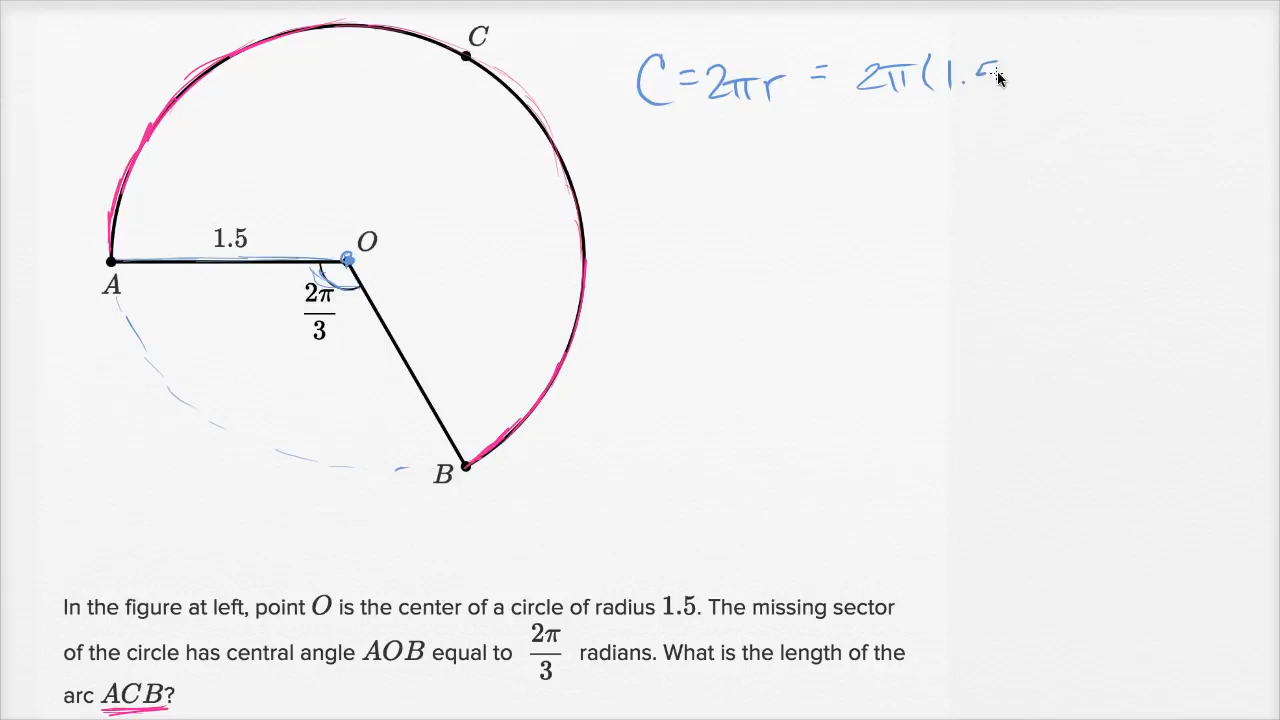 C
C = 2πr = 2π(1.5
1.5
O
A
2π
3
B
In the figure at left, point O is the center of a circle of radius 1.5. The missing sector
of the circle has central angle AOB equal to 2π/3 radians. What is the length of the
arc ACB?